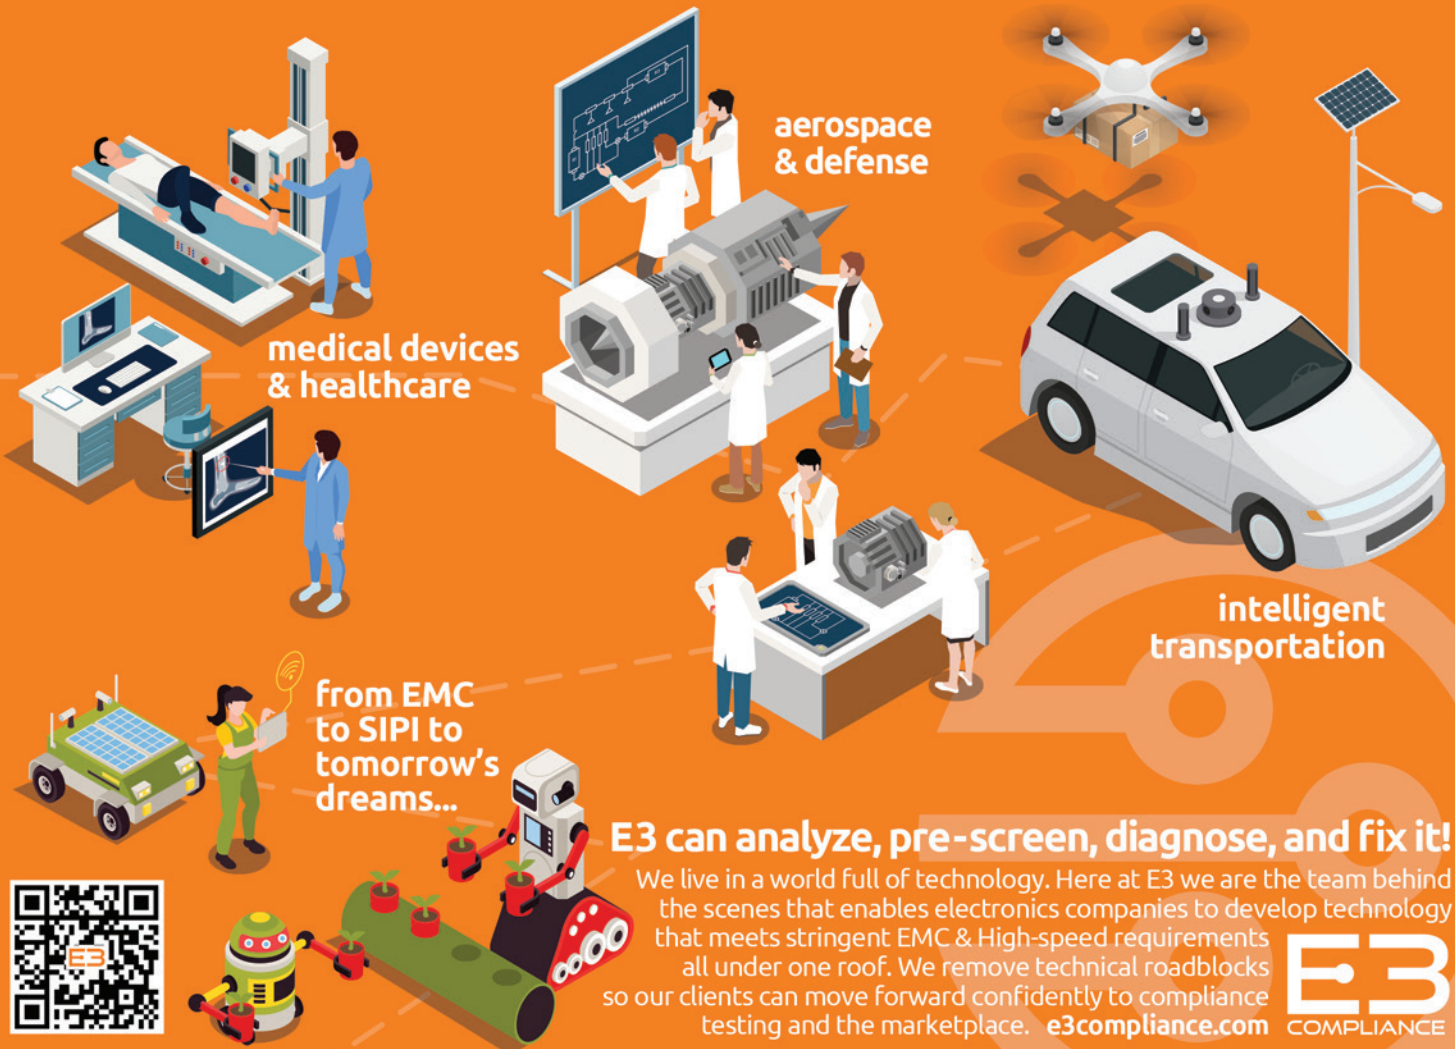 aerospace
& defense
medical devices
& healthcare
intelligent
transportation
from EMC
to SIPI to
tomorrow's
dreams...
E3 can analyze, pre-screen, diagnose, and fix it!
We live in a world full of technology. Here at E3 we are the team behind
the scenes that enables electronics companies to develop technology
that meets stringent EMC & High-speed requirements
all under one roof. We remove technical roadblocks
so our clients can move forward confidently to compliance
testing and the marketplace. e3compliance.com
E3
COMPLIANCE
E3